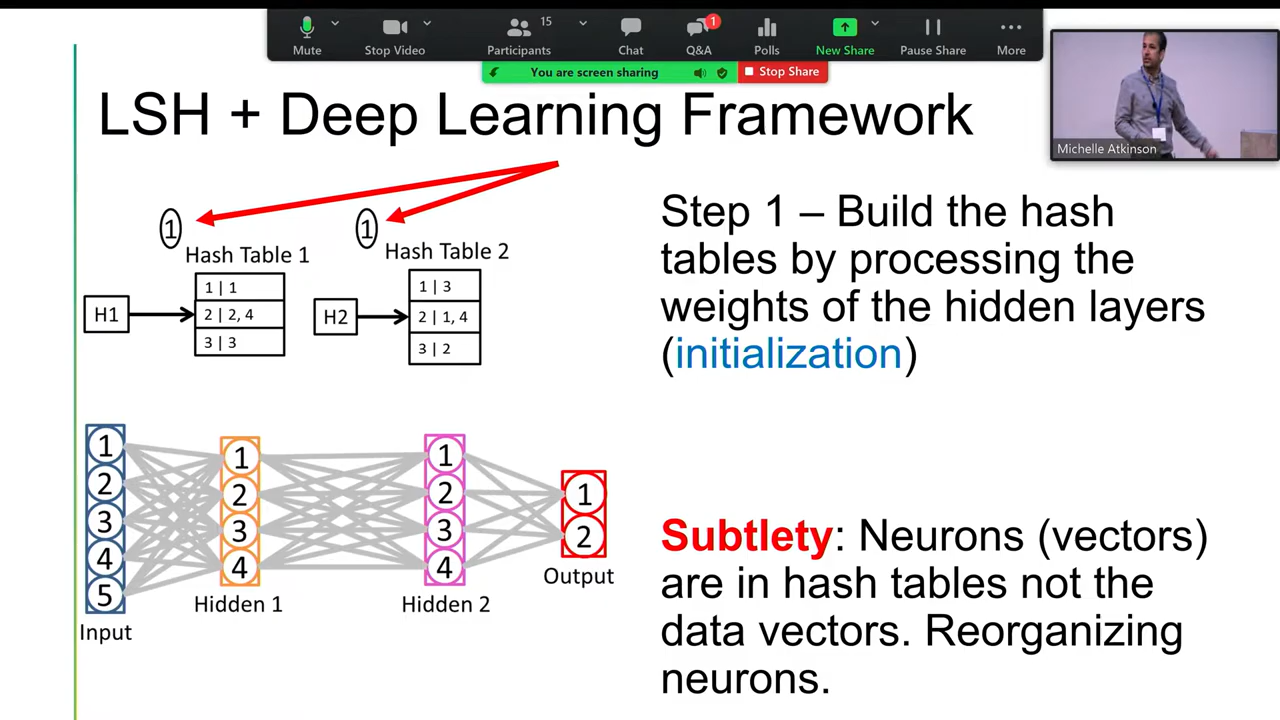 15
1
Mute
Stop Video
Participants
Chat
Q&A
Polls
New Share
Pause Share
More
You are screen sharing
Stop Share
Michelle Atkinson
LSH + Deep Learning Framework
1
1
Hash Table 1
Hash Table 2
H1
1 | 1
2 | 2, 4
3 | 3
H2
1 | 3
2 | 1, 4
3 | 2
Step 1 – Build the hash
tables by processing the
weights of the hidden layers
(initialization)
1
2
3
4
5
Input
1
2
3
4
Hidden 1
1
2
3
4
Hidden 2
1
2
Output
Subtlety: Neurons (vectors)
are in hash tables not the
data vectors. Reorganizing
neurons.